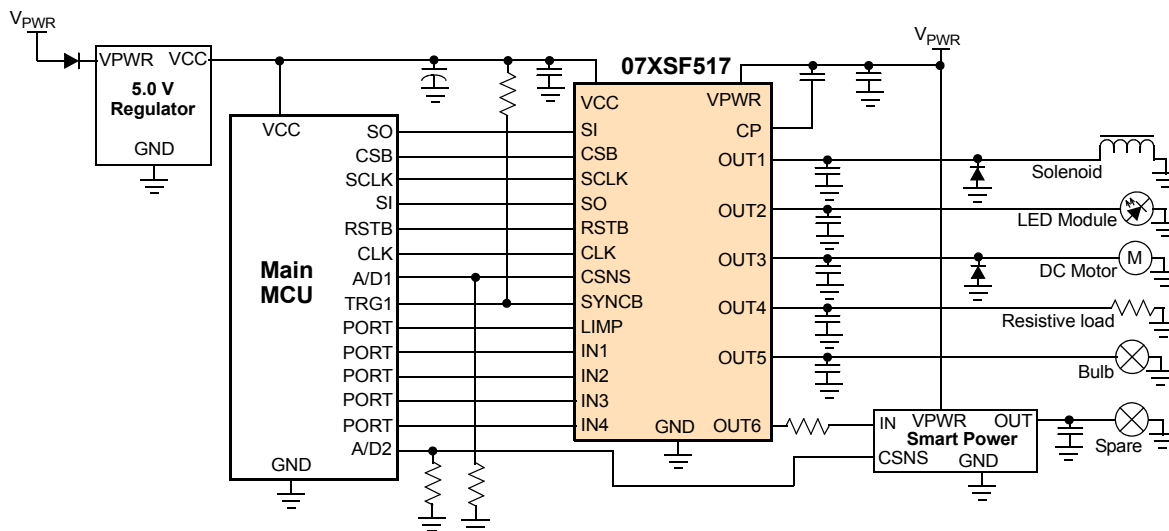 VPWR
VPWR VCC
5.0 V
Regulator
GND
Main
MCU
VCC
SO
CSB
SCLK
SI
RSTB
CLK
A/D1
TRG1
PORT
PORT
PORT
PORT
PORT
A/D2
GND
07XSF517
VCC
SI
CSB
SCLK
SO
RSTB
CLK
CSNS
SYNCB
LIMP
IN1
IN2
IN3
IN4
GND
VPWR
CP
OUT1
OUT2
OUT3
OUT4
OUT5
OUT6
VPWR
Solenoid
LED Module
M
DC Motor
Resistive load
Bulb
IN VPWR OUT
Smart Power
CSNS GND
Spare